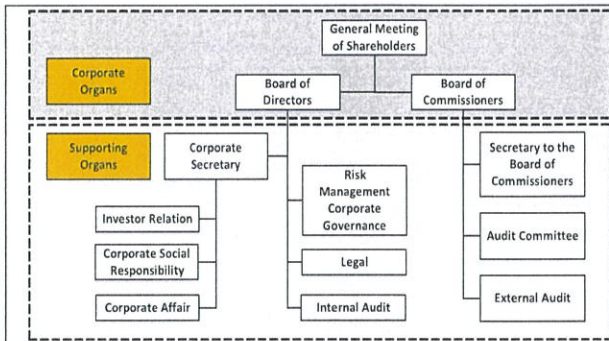 General Meeting
of Shareholders
Corporate
Organs
Board of
Directors
Board of
Commissioners
Supporting
Organs
Corporate
Secretary
Investor Relation
Corporate Social
Responsibility
Corporate Affair
Risk
Management
Corporate
Governance
Legal
Internal Audit
Secretary to the
Board of
Commissioners
Audit Committee
External Audit